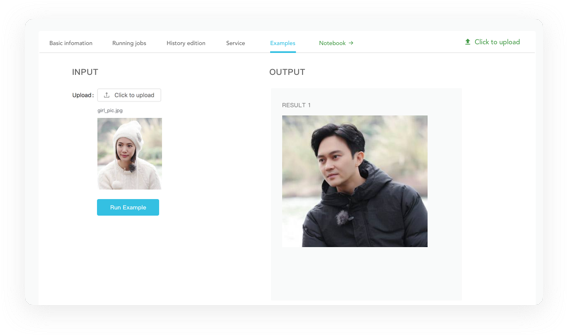 Basic infomation
Running jobs
History edition
Service
Examples
Notebook →
Click to upload
INPUT
Upload:
Click to upload
girl_pic.jpg
Run Example
OUTPUT
RESULT 1